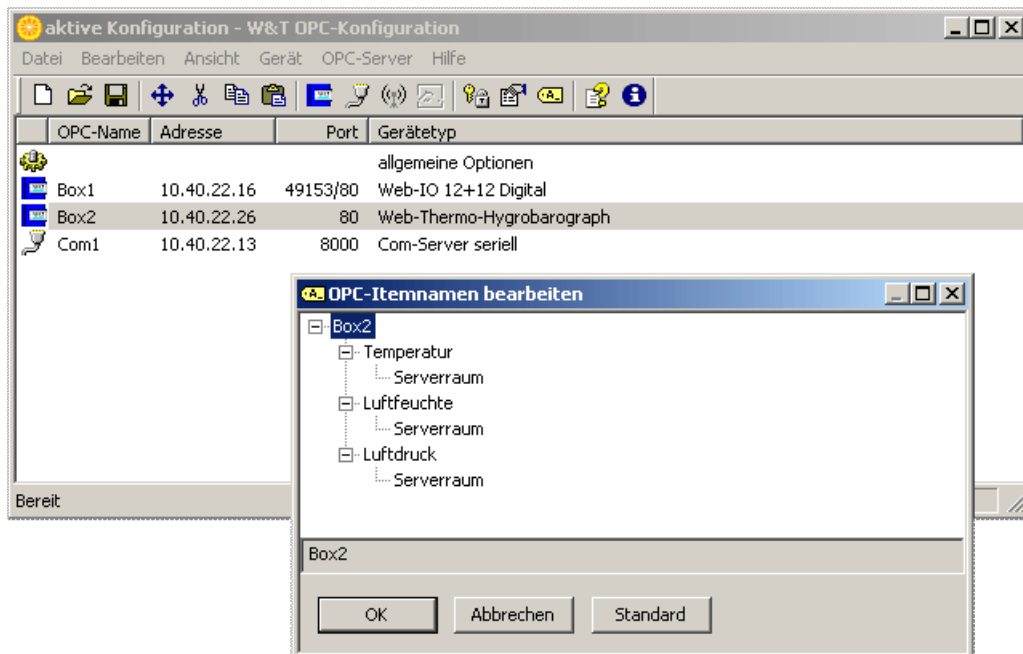 aktive Konfiguration - W&T OPC-Konfiguration
Datei Bearbeiten Ansicht Gerät OPC-Server Hilfe
OPC-Name Adresse Port Gerätetyp
allgemeine Optionen
Box1 10.40.22.16 49153/80 Web-IO 12+12 Digital
Box2 10.40.22.26 80 Web-Thermo-Hygrobarograph
Com1 10.40.22.13 8000 Com-Server seriell
OPC-Itemnamen bearbeiten
Box2
Temperatur
Serverraum
Luftfeuchte
Serverraum
Luftdruck
Serverraum
Bereit
Box2
OK Abbrechen Standard